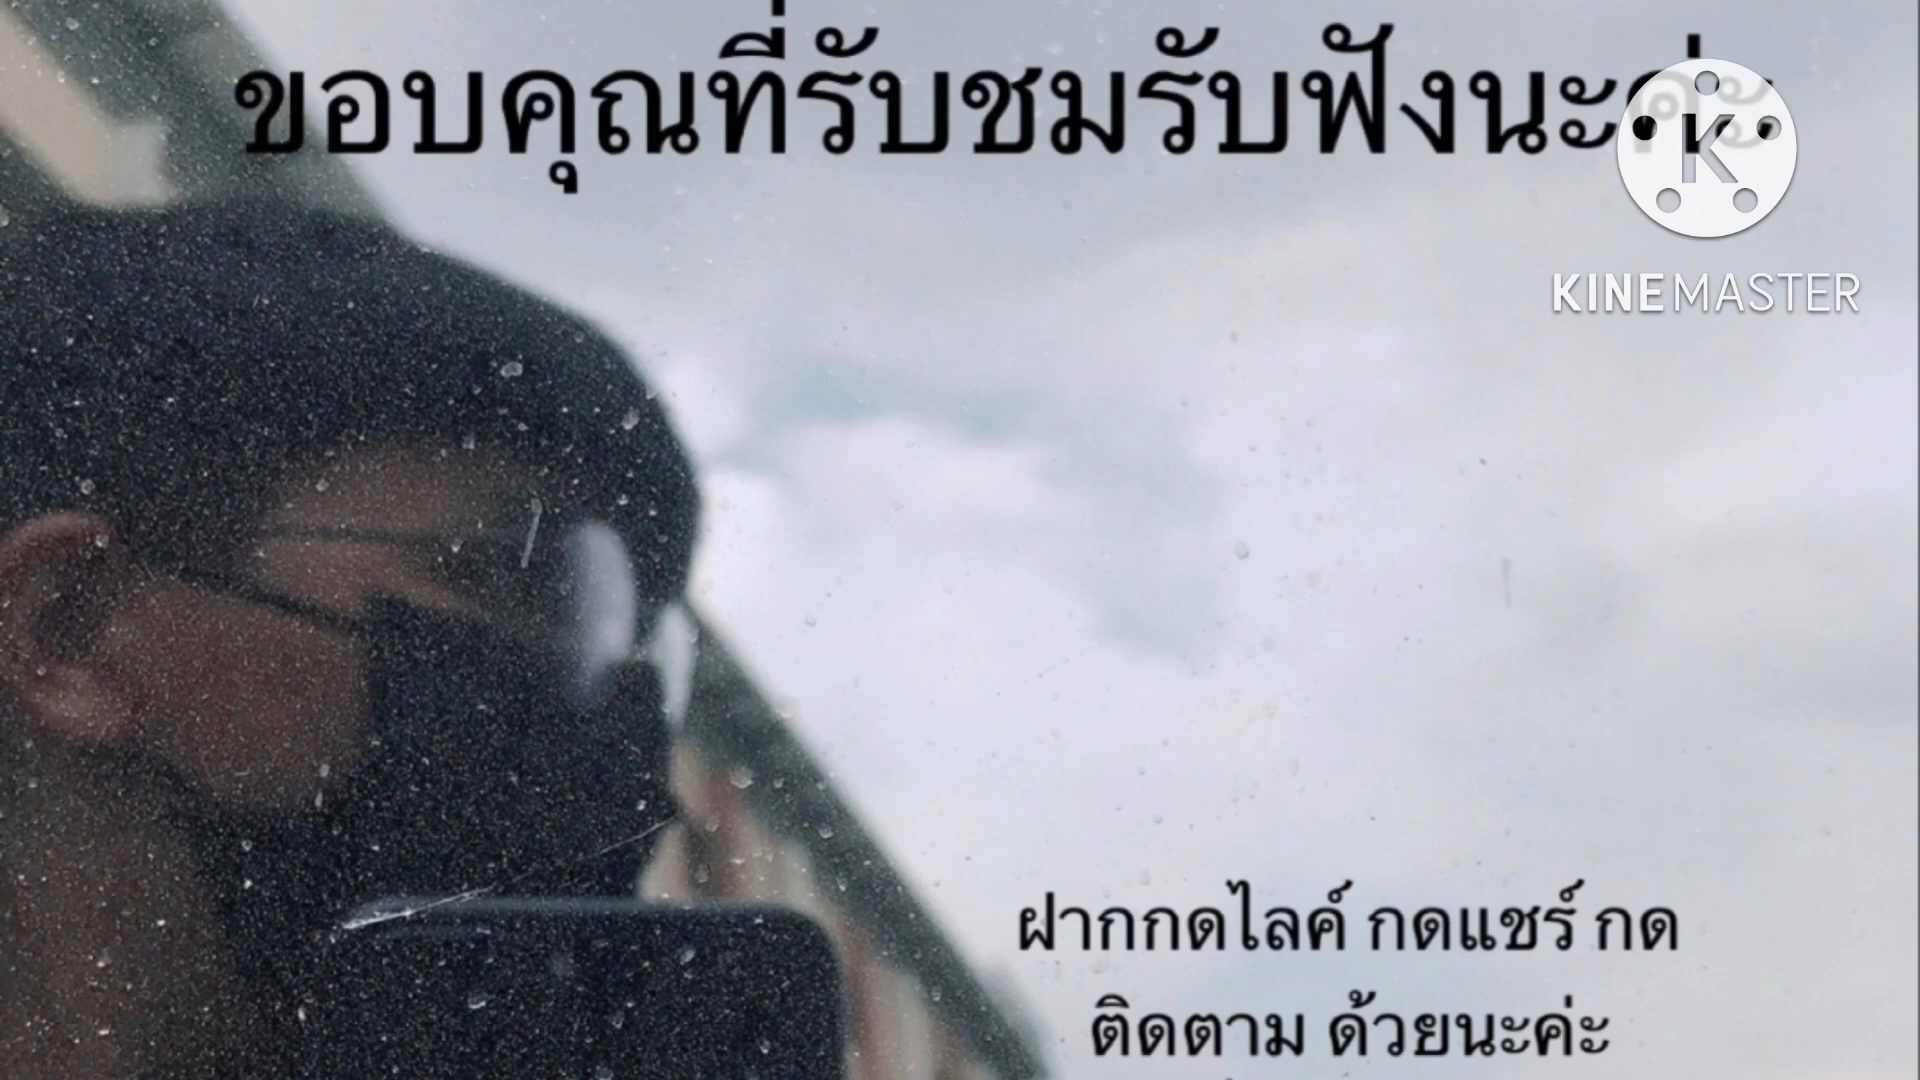 ขอบคุณที่รับชมรับฟังนะค่ะ
K
KINEMASTER
ฝากกดไลค์ กดแชร์ กด
ติดตาม ด้วยนะค่ะ